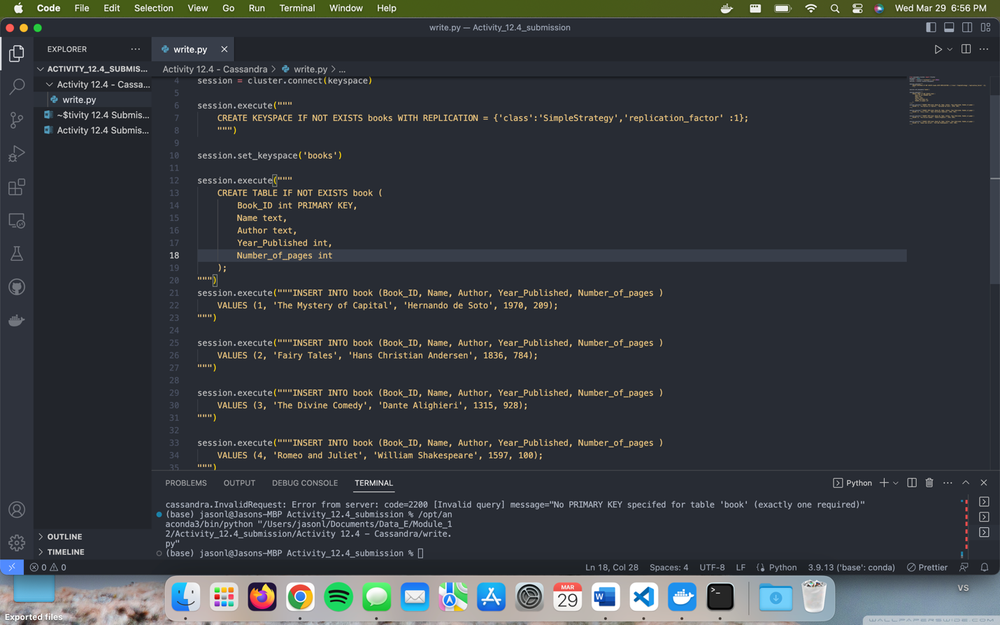 Code File Edit Selection View Go Run Terminal Window Help Wed Mar 29 6:56 PM
write.py — Activity_12.4_submission
EXPLORER
write.py
ACTIVITY_12.4_SUBMIS...
Activity 12.4 - Cassandra > write.py > ...
Activity 12.4 - Cassa...
write.py
~$tivity 12.4 Submis...
Activity 12.4 Submis...
4 session = cluster.connect(keyspace)
5
6 session.execute("""
7 CREATE KEYSPACE IF NOT EXISTS books WITH REPLICATION = {'class':'SimpleStrategy','replication_factor' :1};
8 """)
9
10 session.set_keyspace('books')
11
12 session.execute("""
13 CREATE TABLE IF NOT EXISTS book (
14 Book_ID int PRIMARY KEY,
15 Name text,
16 Author text,
17 Year_Published int,
18 Number_of_pages int
19 );
20 """)
21 session.execute("""INSERT INTO book (Book_ID, Name, Author, Year_Published, Number_of_pages )
22 VALUES (1, 'The Mystery of Capital', 'Hernando de Soto', 1970, 209);
23 """)
24
25 session.execute("""INSERT INTO book (Book_ID, Name, Author, Year_Published, Number_of_pages )
26 VALUES (2, 'Fairy Tales', 'Hans Christian Andersen', 1836, 784);
27 """)
28
29 session.execute("""INSERT INTO book (Book_ID, Name, Author, Year_Published, Number_of_pages )
30 VALUES (3, 'The Divine Comedy', 'Dante Alighieri', 1315, 928);
31 """)
32
33 session.execute("""INSERT INTO book (Book_ID, Name, Author, Year_Published, Number_of_pages )
34 VALUES (4, 'Romeo and Juliet', 'William Shakespeare', 1597, 100);
35 """)
PROBLEMS OUTPUT DEBUG CONSOLE TERMINAL Python
cassandra.InvalidRequest: Error from server: code=2200 [Invalid query] message="No PRIMARY KEY specifed for table 'book' (exactly one required)"
(base) jasonl@Jasons-MBP Activity_12.4_submission % /opt/an
aconda3/bin/python "/Users/jasonl/Documents/Data_E/Module_1
2/Activity_12.4_submission/Activity 12.4 - Cassandra/write.
py"
(base) jasonl@Jasons-MBP Activity_12.4_submission %
OUTLINE
TIMELINE
0 0 Ln 18, Col 28 Spaces: 4 UTF-8 LF Python 3.9.13 ('base': conda) Prettier
MAR
29
VS
Exported files
WALLPAPERSWIDE.COM